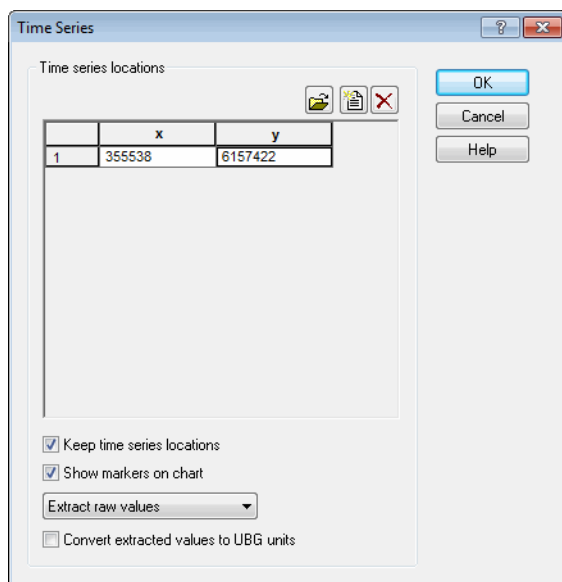 Time Series
?
Time series locations
OK
Cancel
Help
x y
1 355538 6157422
Keep time series locations
Show markers on chart
Extract raw values
Convert extracted values to UBG units